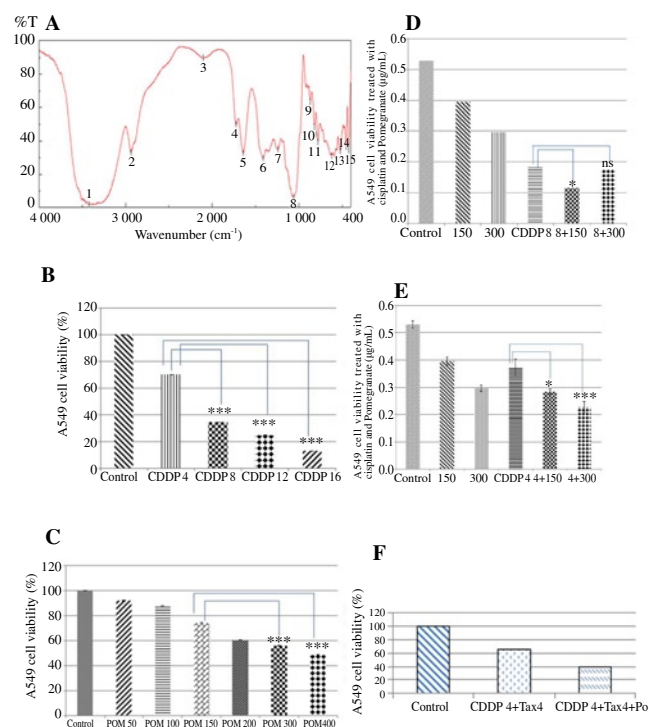 A
%T
100
80
60
40
20
0
1
2
3
4
5
6
7
8
9
10
11
12
13
14
15
4 000
2 000
1 000
400
Wavenumber (cm-1)
B
A549 cell viability (%)
120
100
80
60
40
20
0
***
***
***
Control
CDDP 4
CDDP 8
CDDP 12
CDDP 16
C
A549 cell viability (%)
120
100
80
60
40
20
0
***
***
Control
POM 50
POM 100
POM 150
POM 200
POM 300
POM400
D
A549 cell viability treated with
cisplatin and Pomegranate (µg/mL)
0.6
0.5
0.4
0.3
0.2
0.1
0.0
*
ns
Control
150
300
CDDP 8
8+150
8+300
E
A549 cell viability treated with
cisplatin and Pomegranate (µg/mL)
0.6
0.5
0.4
0.3
0.2
0.1
0.0
*
***
Control
150
300
CDDP 4
4+150
4+300
F
A549 cell viability (%)
120
100
80
60
40
20
0
Control
CDDP 4+Tax4
CDDP 4+Tax4+Po